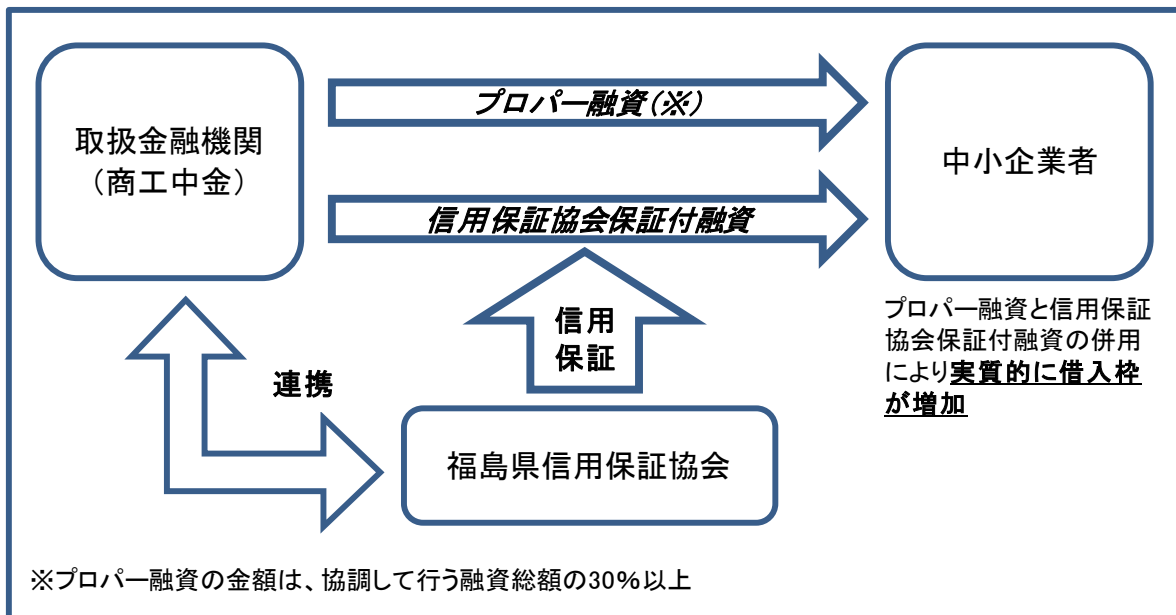 プロパー融資(※)
取扱金融機関
(商工中金)
中小企業者
信用保証協会保証付融資
プロパー融資と信用保証
協会保証付融資の併用
により実質的に借入枠
が増加
信用
保証
連携
福島県信用保証協会
※プロパー融資の金額は、協調して行う融資総額の30%以上